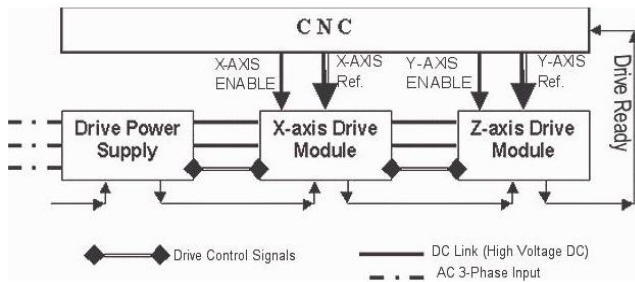 C N C
X-AXIS
ENABLE
X-AXIS
Ref.
Y-AXIS
ENABLE
Y-AXIS
Ref.
Drive Ready
Drive Power
Supply
X-axis Drive
Module
Z-axis Drive
Module
Drive Control Signals
DC Link (High Voltage DC)
AC 3-Phase Input